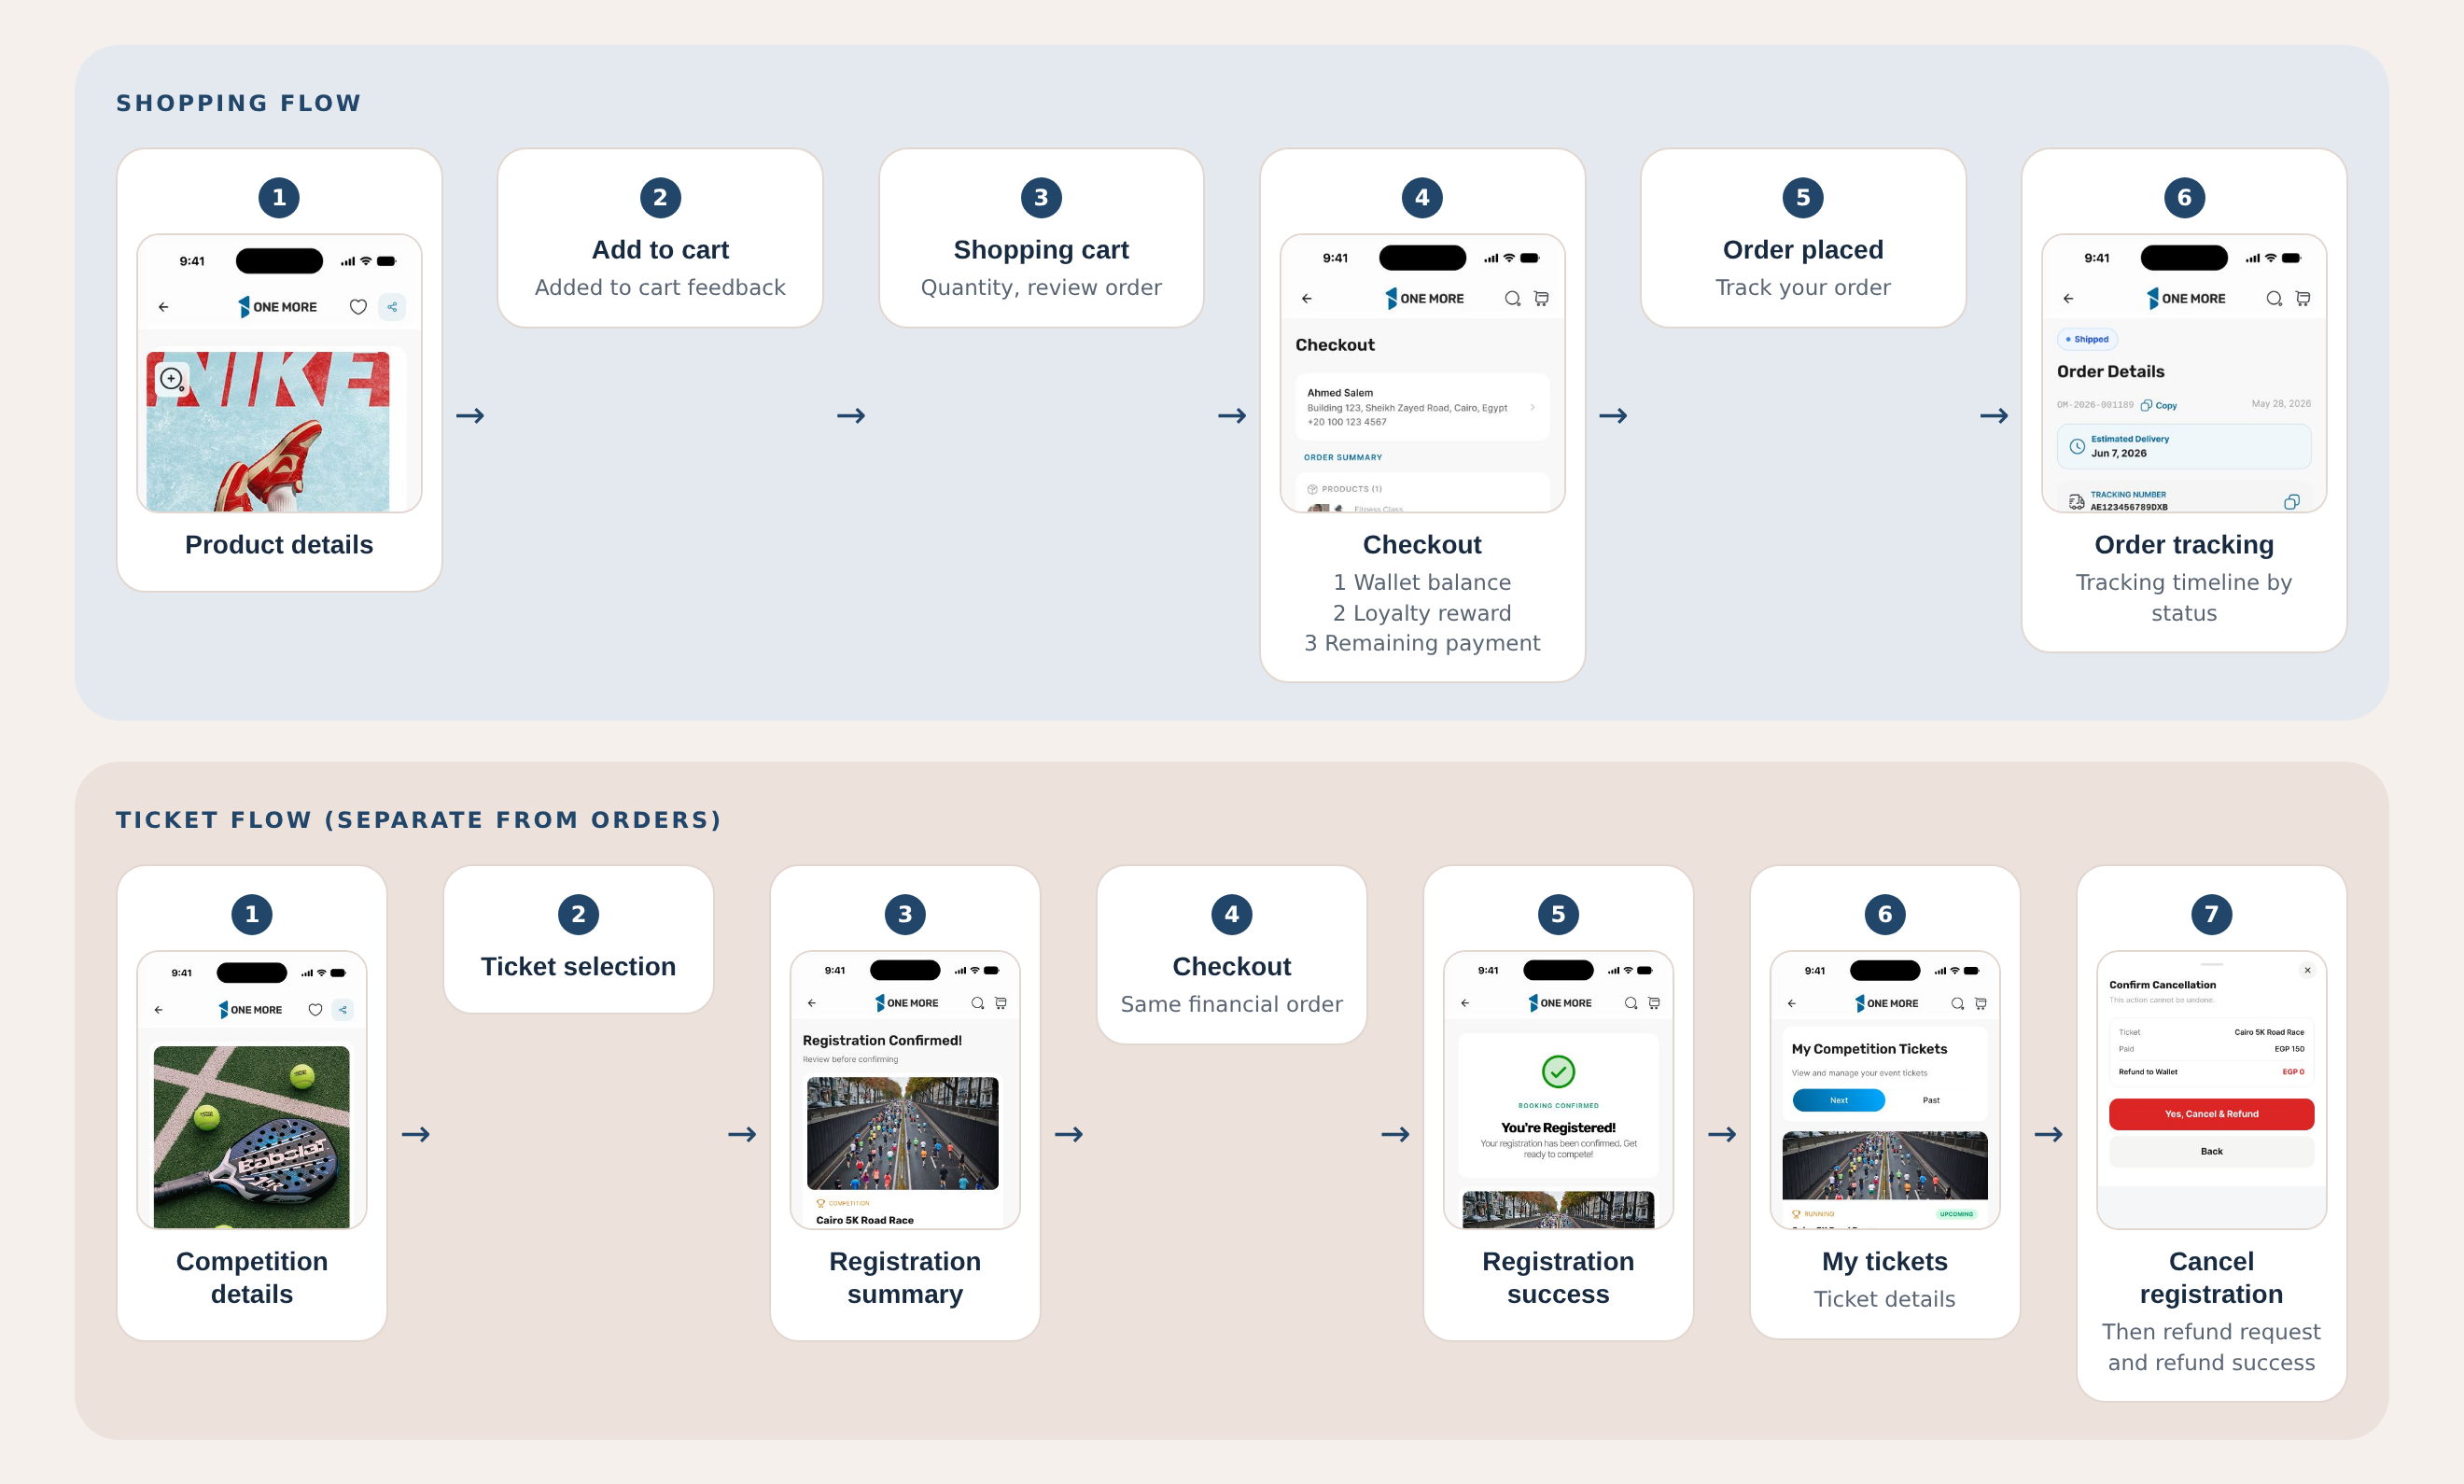 SHOPPING FLOW
1
9:41
ONE MORE
NIKE
Product details
2
Add to cart
Added to cart feedback
3
Shopping cart
Quantity, review order
4
9:41
ONE MORE
Checkout
Ahmed Salem
Building 123, Sheikh Zayed Road, Cairo, Egypt
+20 100 123 4567
ORDER SUMMARY
PRODUCTS (1)
Fitness Class
Checkout
1 Wallet balance
2 Loyalty reward
3 Remaining payment
5
Order placed
Track your order
6
9:41
ONE MORE
Shipped
Order Details
OM-2026-001189 Copy May 28, 2026
Estimated Delivery
Jun 7, 2026
TRACKING NUMBER
AE123456789DXB
Order tracking
Tracking timeline by
status
TICKET FLOW (SEPARATE FROM ORDERS)
1
9:41
ONE MORE
Babolat
Competition
details
2
Ticket selection
3
9:41
ONE MORE
Registration Confirmed!
Review before confirming
COMPETITION
Cairo 5K Road Race
Registration
summary
4
Checkout
Same financial order
5
9:41
ONE MORE
BOOKING CONFIRMED
You're Registered!
Your registration has been confirmed. Get
ready to compete!
Registration
success
6
9:41
ONE MORE
My Competition Tickets
View and manage your event tickets
Next Past
RUNNING UPCOMING
My tickets
Ticket details
7
Confirm Cancellation
This action cannot be undone.
Ticket Cairo 5K Road Race
Paid EGP 150
Refund to Wallet EGP 0
Yes, Cancel & Refund
Back
Cancel
registration
Then refund request
and refund success